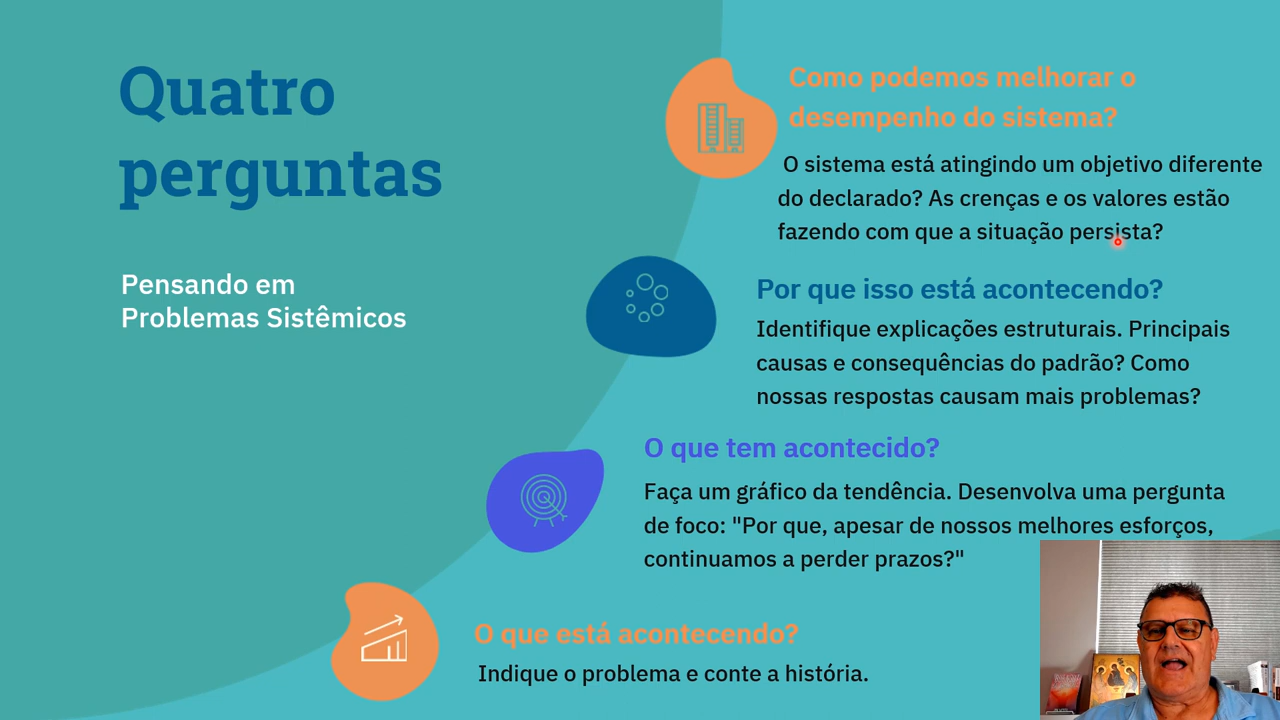 Quatro
perguntas
Pensando em
Problemas Sistêmicos
Como podemos melhorar o
desempenho do sistema?
O sistema está atingindo um objetivo diferente
do declarado? As crenças e os valores estão
fazendo com que a situação persista?
Por que isso está acontecendo?
Identifique explicações estruturais. Principais
causas e consequências do padrão? Como
nossas respostas causam mais problemas?
O que tem acontecido?
Faça um gráfico da tendência. Desenvolva uma pergunta
de foco: "Por que, apesar de nossos melhores esforços,
continuamos a perder prazos?"
O que está acontecendo?
Indique o problema e conte a história.